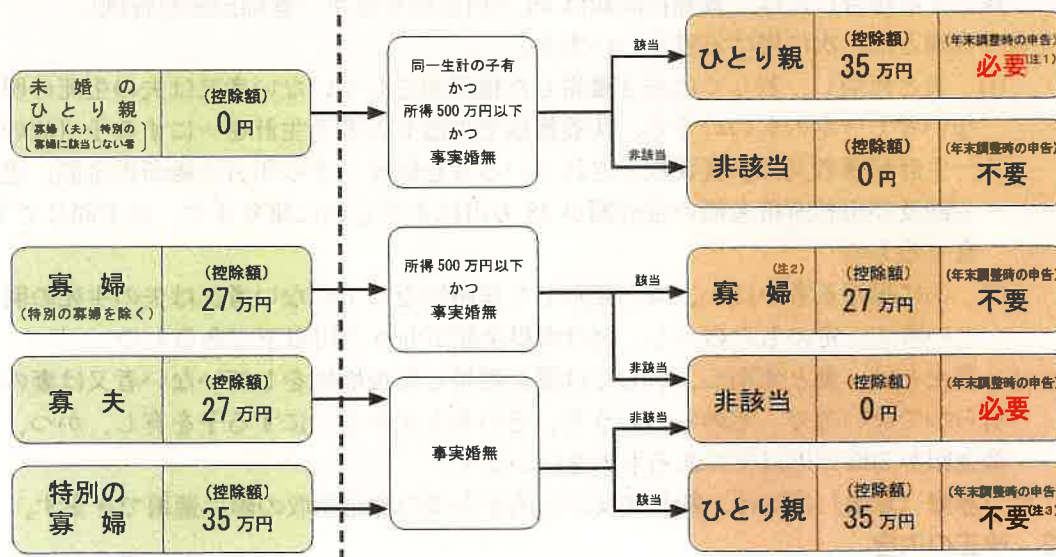 未婚の
ひとり親
寡婦（夫）、特別の
寡婦に該当しない者
(控除額)
0円
同一生計の子有
かつ
所得500万円以下
かつ
事実婚無
該当
ひとり親
(控除額)
35万円
(年末調整時の申告)
必要(注1)
非該当
非該当
(控除額)
0円
(年末調整時の申告)
不要
寡婦
(特別の寡婦を除く)
(控除額)
27万円
所得500万円以下
かつ
事実婚無
該当
寡婦(注2)
(控除額)
27万円
(年末調整時の申告)
不要
寡夫
(控除額)
27万円
非該当
非該当
非該当
(控除額)
0円
(年末調整時の申告)
必要
事実婚無
特別の
寡婦
(控除額)
35万円
該当
ひとり親
(控除額)
35万円
(年末調整時の申告)
不要(注3)